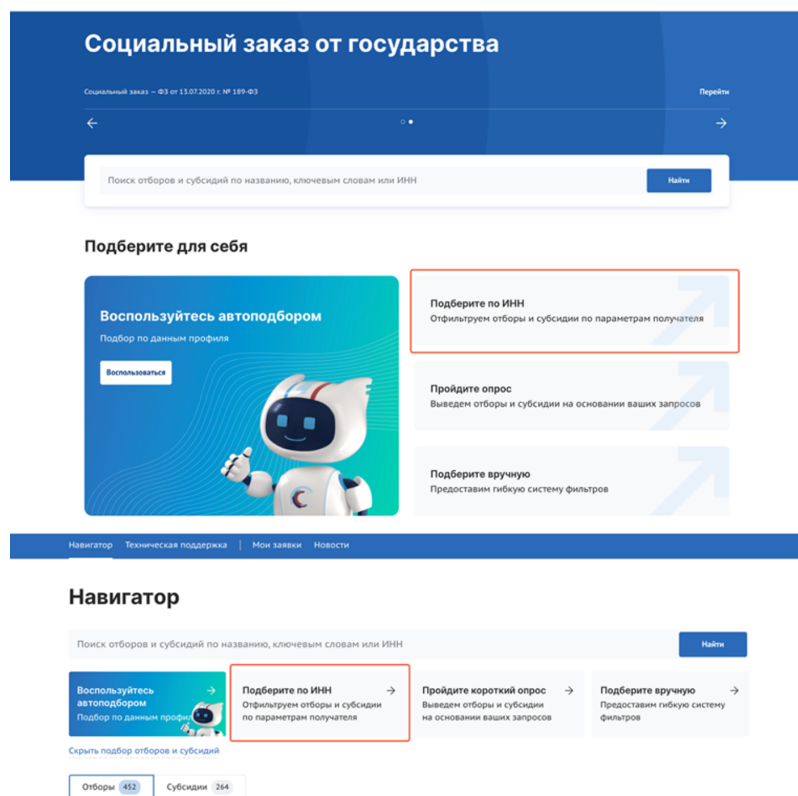 Социальный заказ от государства
Социальный заказ — ФЗ от 13.07.2020 г. № 189-ФЗ
Перейти
Поиск отборов и субсидий по названию, ключевым словам или ИНН
Найти
Подберите для себя
Воспользуйтесь автоподбором
Подбор по данным профиля
Воспользоваться
Подберите по ИНН
Отфильтруем отборы и субсидии по параметрам получателя
Пройдите опрос
Выведем отборы и субсидии на основании ваших запросов
Подберите вручную
Предоставим гибкую систему фильтров
Навигатор Техническая поддержка | Мои заявки Новости
Навигатор
Поиск отборов и субсидий по названию, ключевым словам или ИНН
Найти
Воспользуйтесь
автоподбором
Подбор по данным профил
Подберите по ИНН
Отфильтруем отборы и субсидии
по параметрам получателя
Пройдите короткий опрос
Выведем отборы и субсидии
на основании ваших запросов
Подберите вручную
Предоставим гибкую систему
фильтров
Скрыть подбор отборов и субсидий
Отборы 452
Субсидии 264